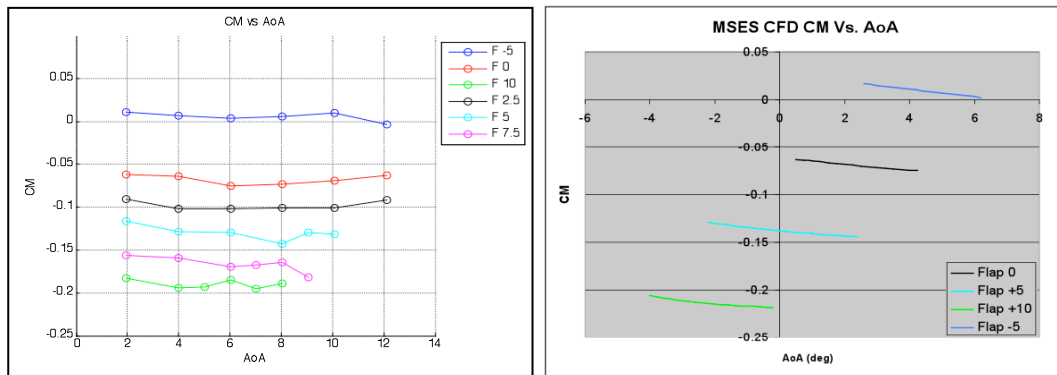 CM vs AoA
0.05
0
-0.05
-0.1
-0.15
-0.2
-0.25
CM
0 2 4 6 8 10 12 14
AoA
F -5
F 0
F 10
F 2.5
F 5
F 7.5
MSES CFD CM Vs. AoA
0.05
0
-0.05
-0.1
-0.15
-0.2
-0.25
CM
-6 -4 -2 0 2 4 6 8
AoA (deg)
Flap 0
Flap +5
Flap +10
Flap -5